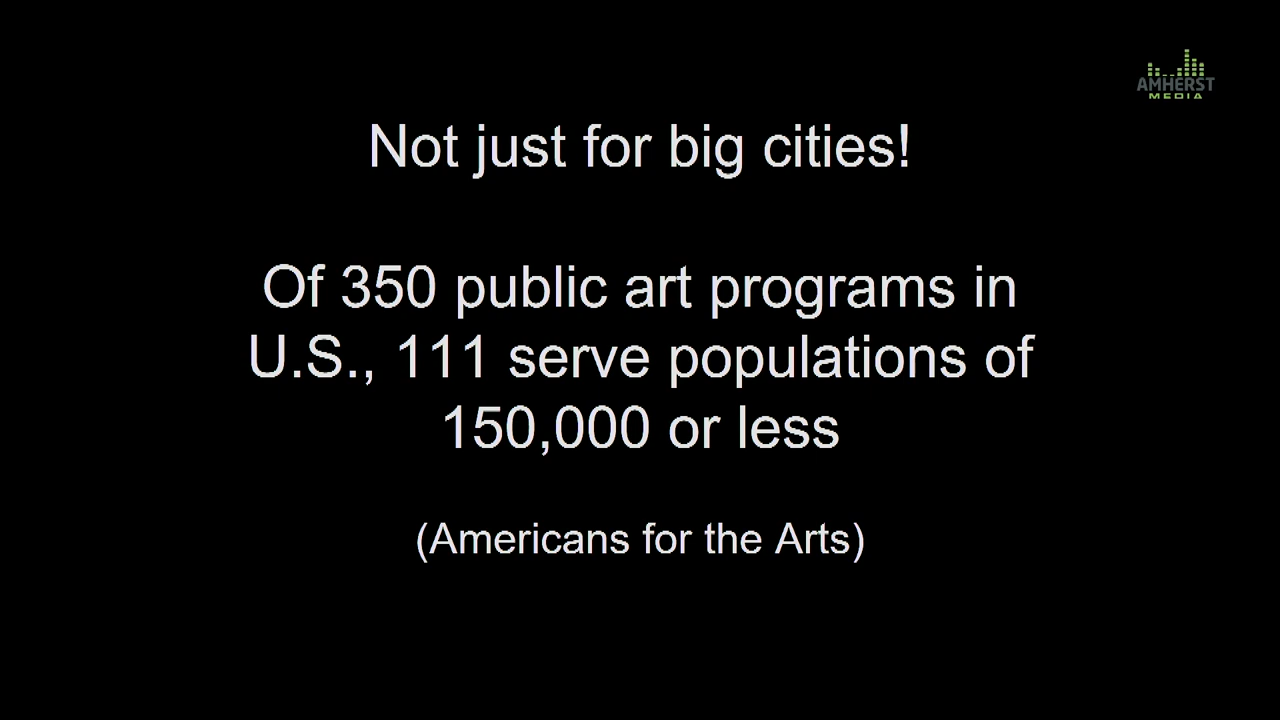 AMHERST
MEDIA
Not just for big cities!
Of 350 public art programs in
U.S., 111 serve populations of
150,000 or less
(Americans for the Arts)